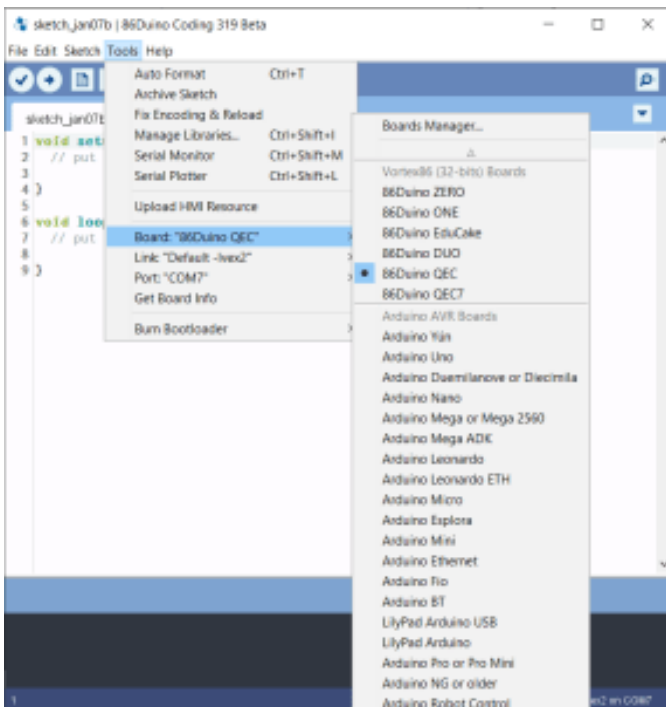 sketch_jan07b | 86Duino Coding 319 Beta
File Edit Sketch Tools Help
sketch_jan07b
1 void set
2 // put
3
4 }
5
6 void loo
7 // put
8
9 }
Auto Format Ctrl+T
Archive Sketch
Fix Encoding & Reload
Manage Libraries... Ctrl+Shift+I
Serial Monitor Ctrl+Shift+M
Serial Plotter Ctrl+Shift+L
Upload HMI Resource
Board: "86Duino QEC"
Link: "Default -lvex2"
Port: "COM7"
Get Board Info
Burn Bootloader
Boards Manager...
Vortex86 (32-bits) Boards
86Duino ZERO
86Duino ONE
86Duino EduCake
86Duino DUO
86Duino QEC
86Duino QEC7
Arduino AVR Boards
Arduino Yún
Arduino Uno
Arduino Duemilanove or Diecimila
Arduino Nano
Arduino Mega or Mega 2560
Arduino Mega ADK
Arduino Leonardo
Arduino Leonardo ETH
Arduino Micro
Arduino Esplora
Arduino Mini
Arduino Ethernet
Arduino Fio
Arduino BT
LilyPad Arduino USB
LilyPad Arduino
Arduino Pro or Pro Mini
Arduino NG or older
Arduino Robot Control
1 on COM7